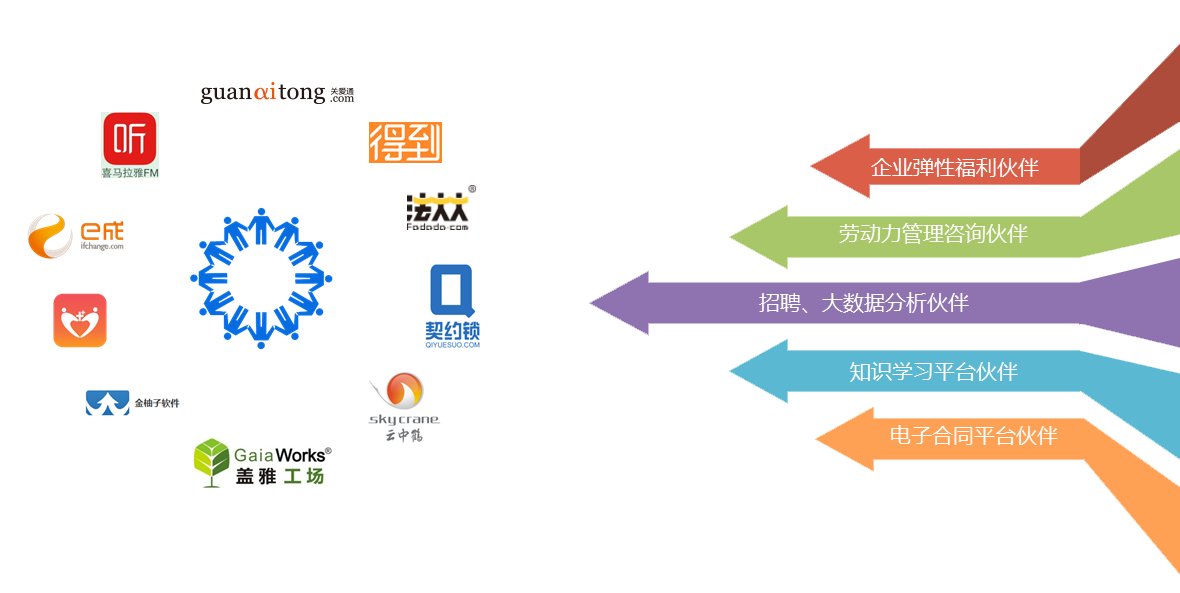 guanaitong 关爱通
.com
听
喜马拉雅FM
得到
法大大®
Fadada.com
e成
ifchange.com
契约锁
QIYUESUO.COM
金柚子软件
skycrane
云中鹤
GaiaWorks®
盖雅工场
企业弹性福利伙伴
劳动力管理咨询伙伴
招聘、大数据分析伙伴
知识学习平台伙伴
电子合同平台伙伴